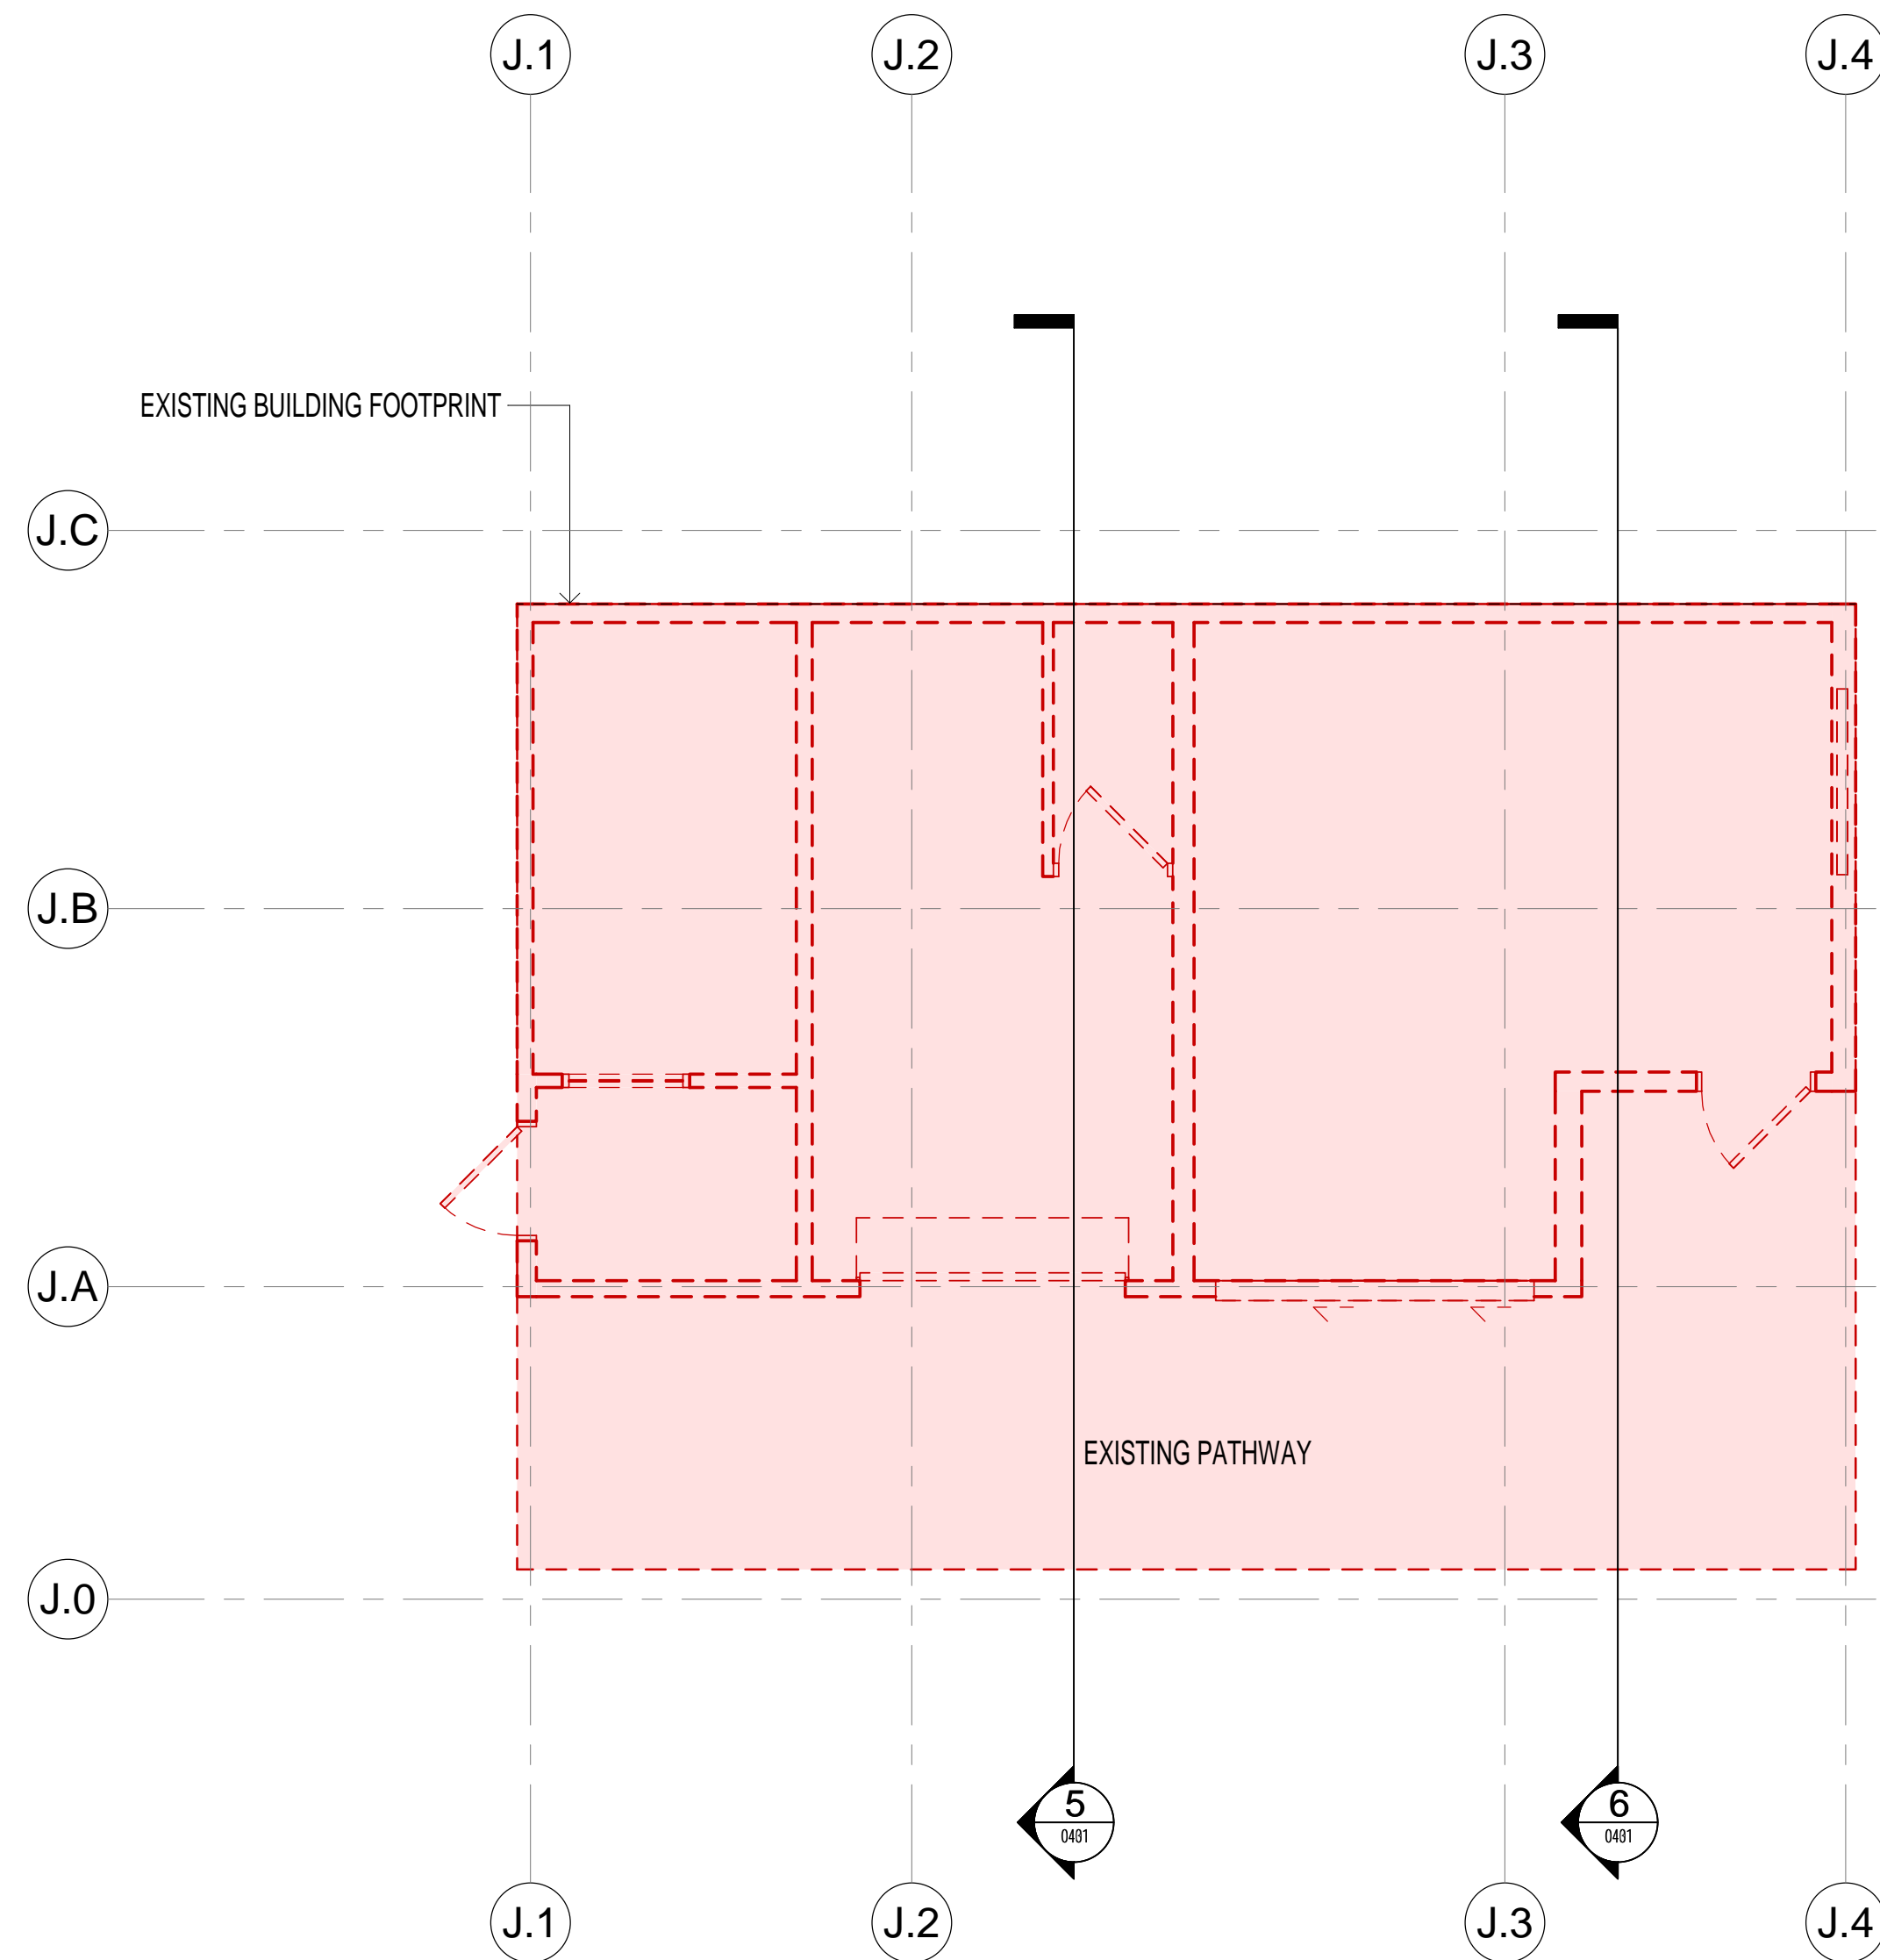 J.1
J.2
J.3
J.4
EXISTING BUILDING FOOTPRINT
J.C
J.B
J.A
EXISTING PATHWAY
J.0
5
0401
6
0401
J.1
J.2
J.3
J.4